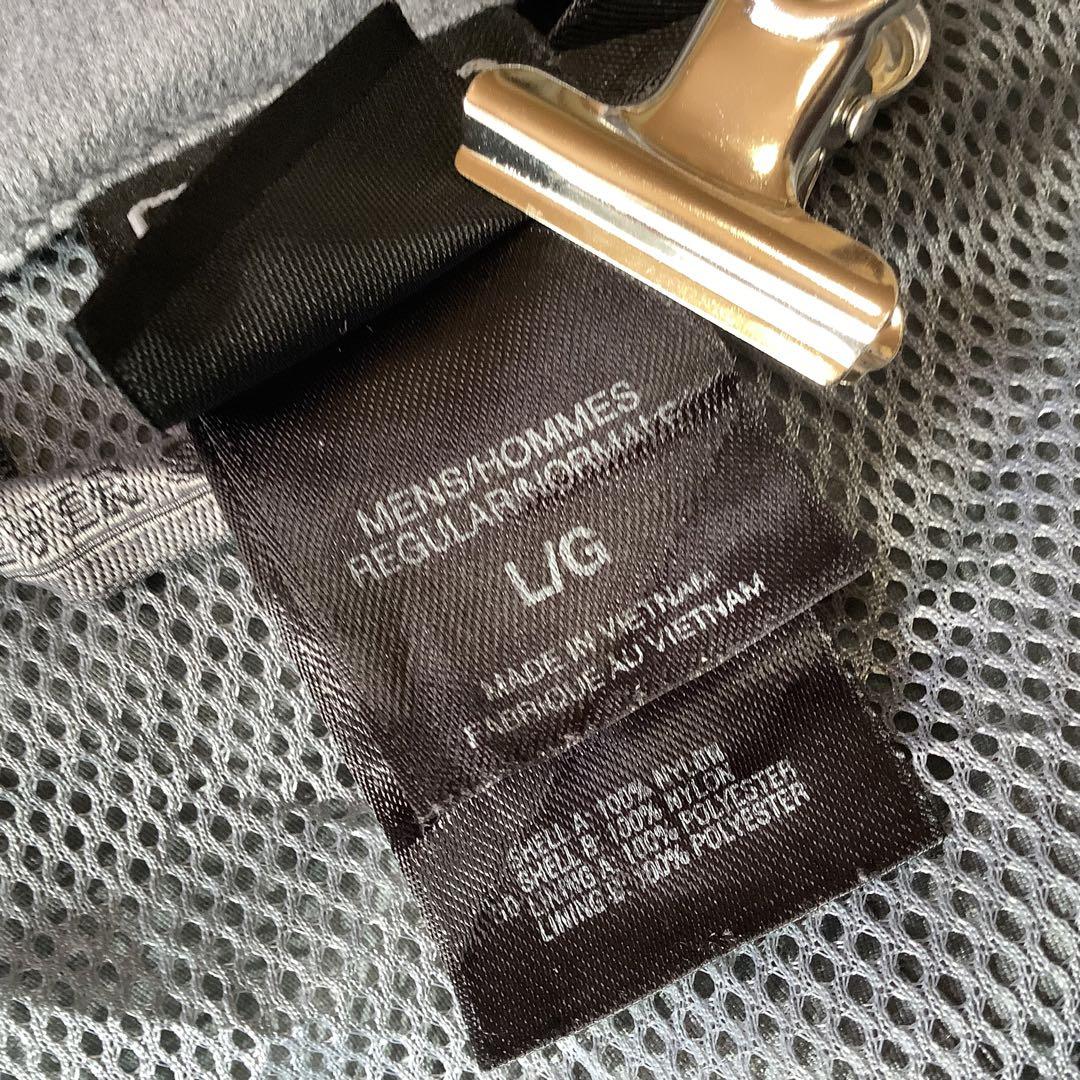 MENS/HOMMES
REGULAR/NORMALE
L/G
MADE IN VIETNAM
FABRIQUE AU VIETNAM
SHELL A 100% NYLON
SHELL B 100% NYLON
LINING A 100% POLYESTER
LINING B 100% POLYESTER